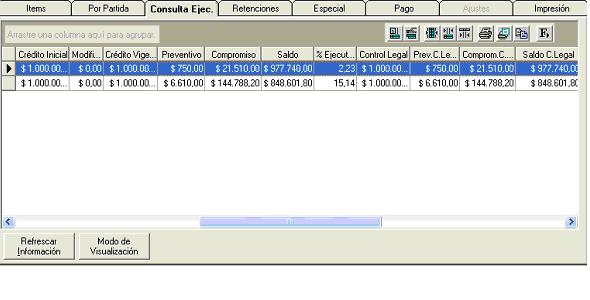 Items Por Partida Consulta Ejec. Retenciones Especial Pago Ajustes Impresión
Arrastre una columna aquí para agrupar.
Crédito Inicial Modifi... Crédito Vige... Preventivo Compromiso Saldo % Ejecut... Control Legal Prev.C.Le... Comprom.C.... Saldo C.Legal
$ 1.000.00... $ 0,00 $ 1.000.00... $ 750,00 $ 21.510,00 $ 977.740,00 2,23 $ 1.000.00... $ 750,00 $ 21.510,00 $ 977.740,00
$ 1.000.00... $ 0,00 $ 1.000.00... $ 6.610,00 $ 144.788,20 $ 848.601,80 15,14 $ 1.000.00... $ 6.610,00 $ 144.788,20 $ 848.601,80
Refrescar Modo de
Información Visualización